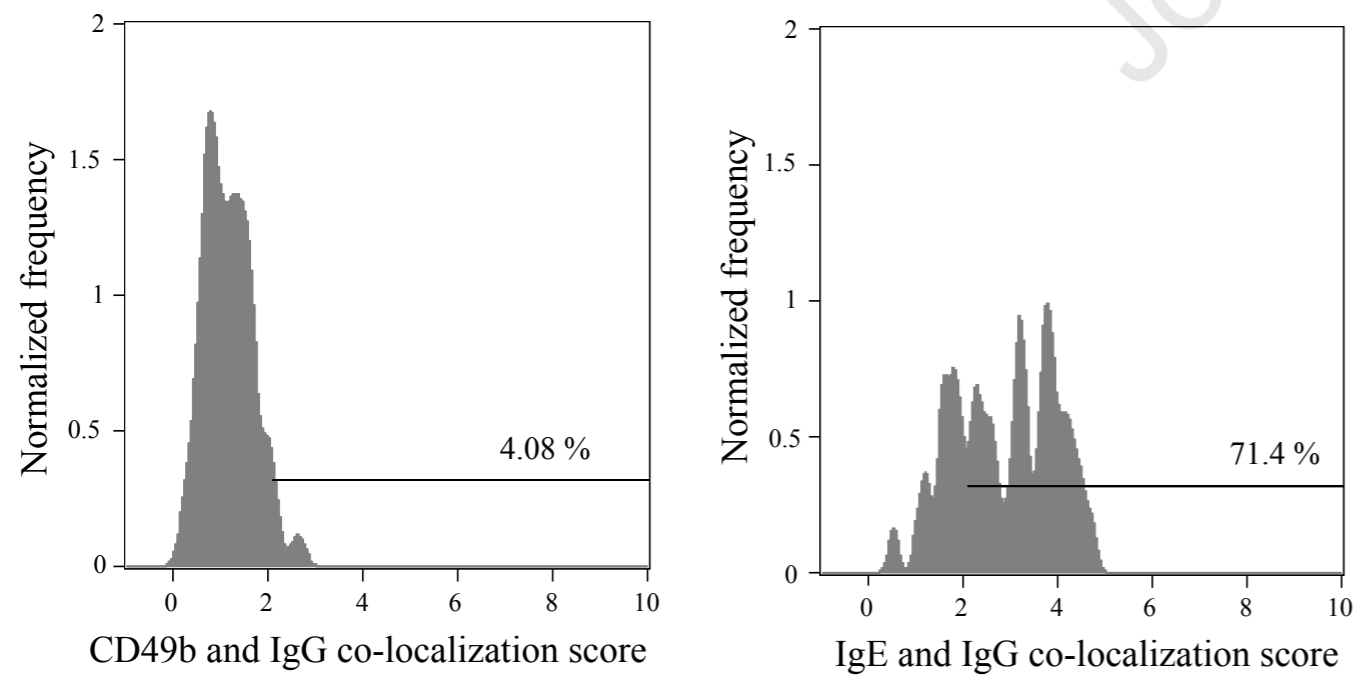 Normalized frequency
2
1.5
1
0.5
0
4.08 %
0 2 4 6 8 10
CD49b and IgG co-localization score
Normalized frequency
2
1.5
1
0.5
0
71.4 %
0 2 4 6 8 10
IgE and IgG co-localization score